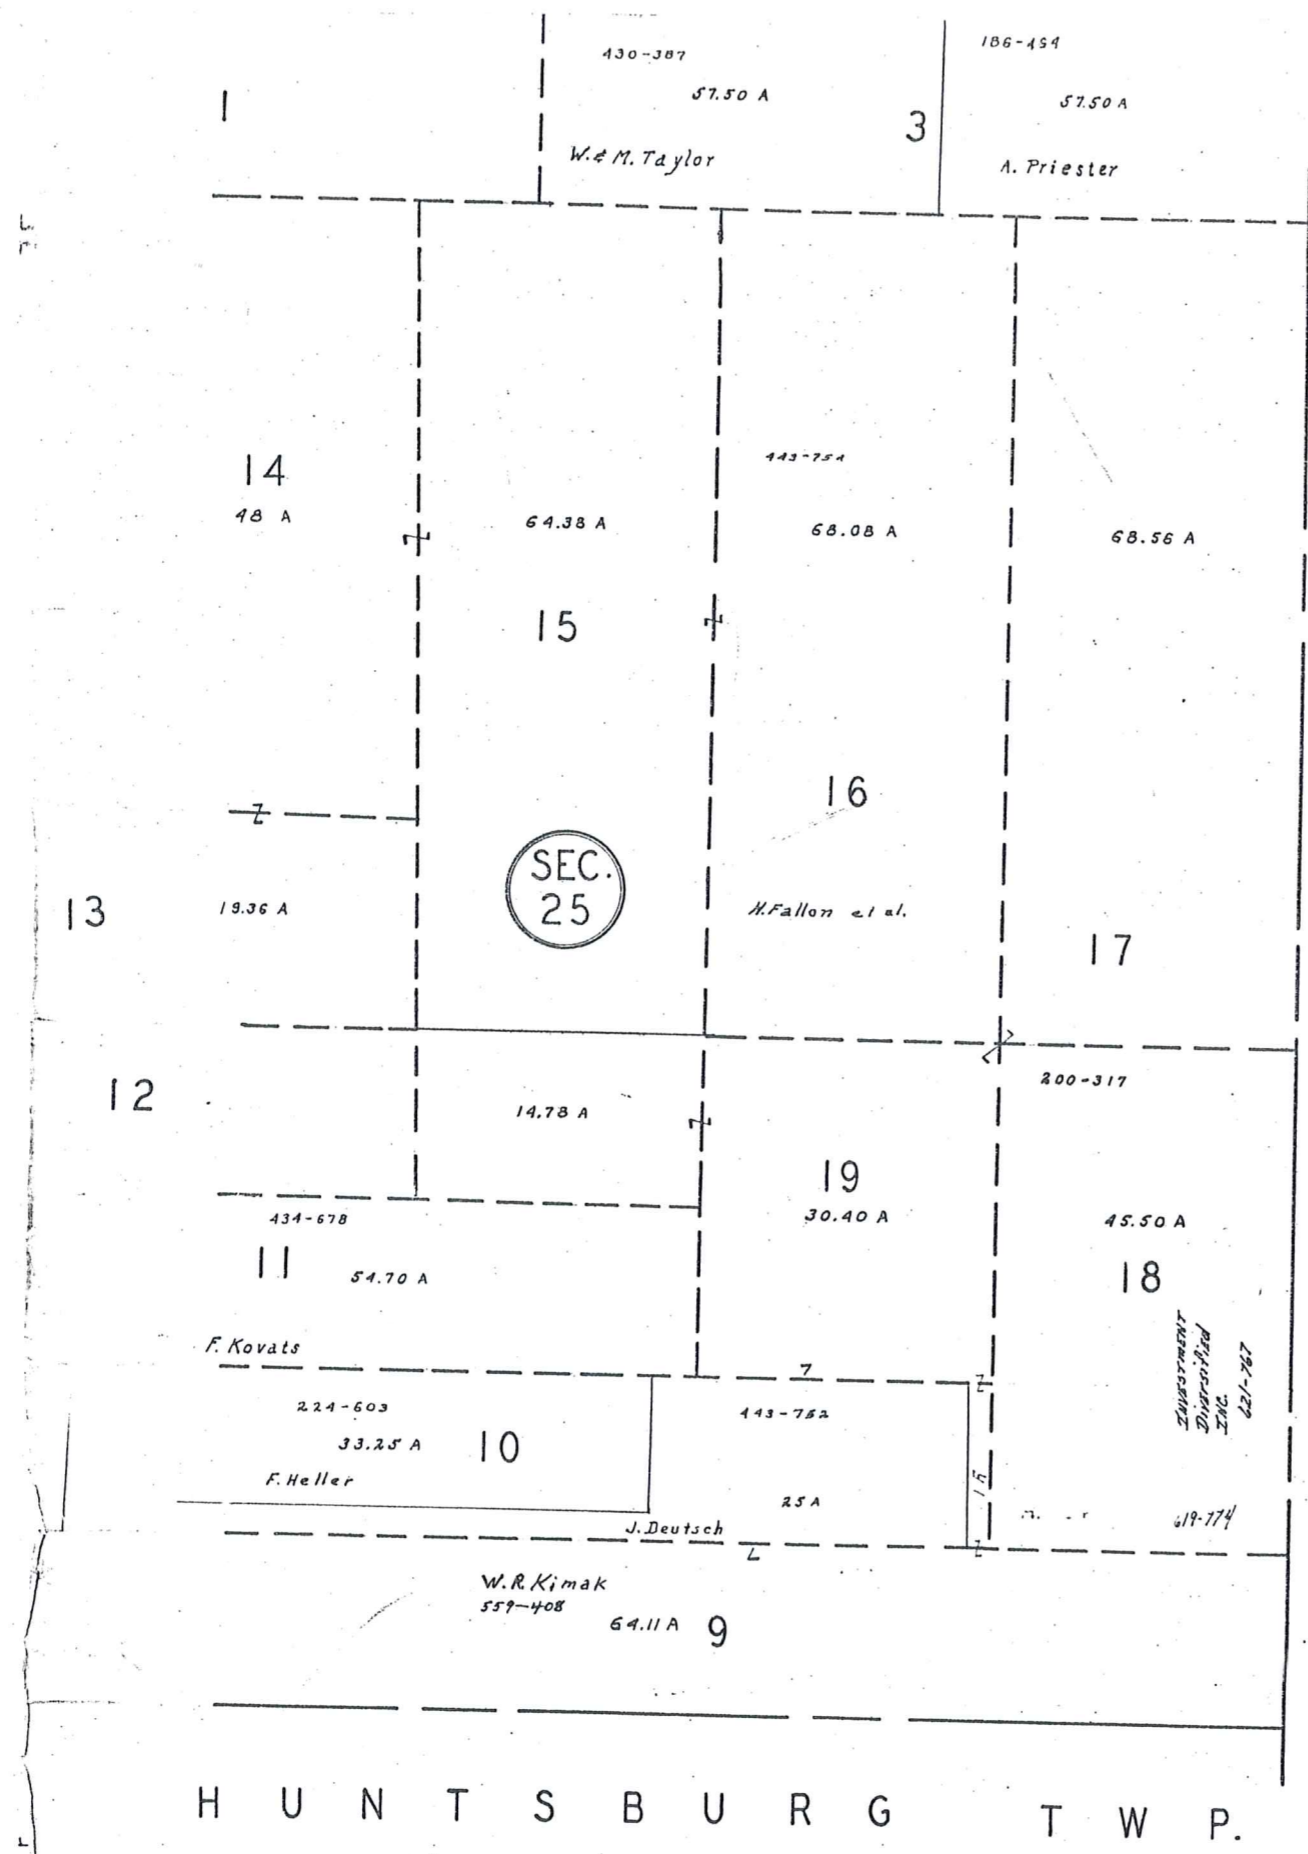 1
430-387
57.50 A
3
W. & M. Taylor
186-454
57.50 A
A. Priester
14
48 A
64.38 A
15
443-754
68.08 A
68.56 A
16
SEC.
25
H. Fallon et al.
17
13
19.36 A
12
14.78 A
200-317
19
30.40 A
45.50 A
18
INVESTMENT
Diversified
INC.
621-767
434-678
11
54.70 A
F. Kovats
224-603
33.25 A
10
F. Heller
443-752
25 A
J. Deutsch
619-774
W. R. Kimak
559-408
64.11 A
9
HUNTSBURG TWP.